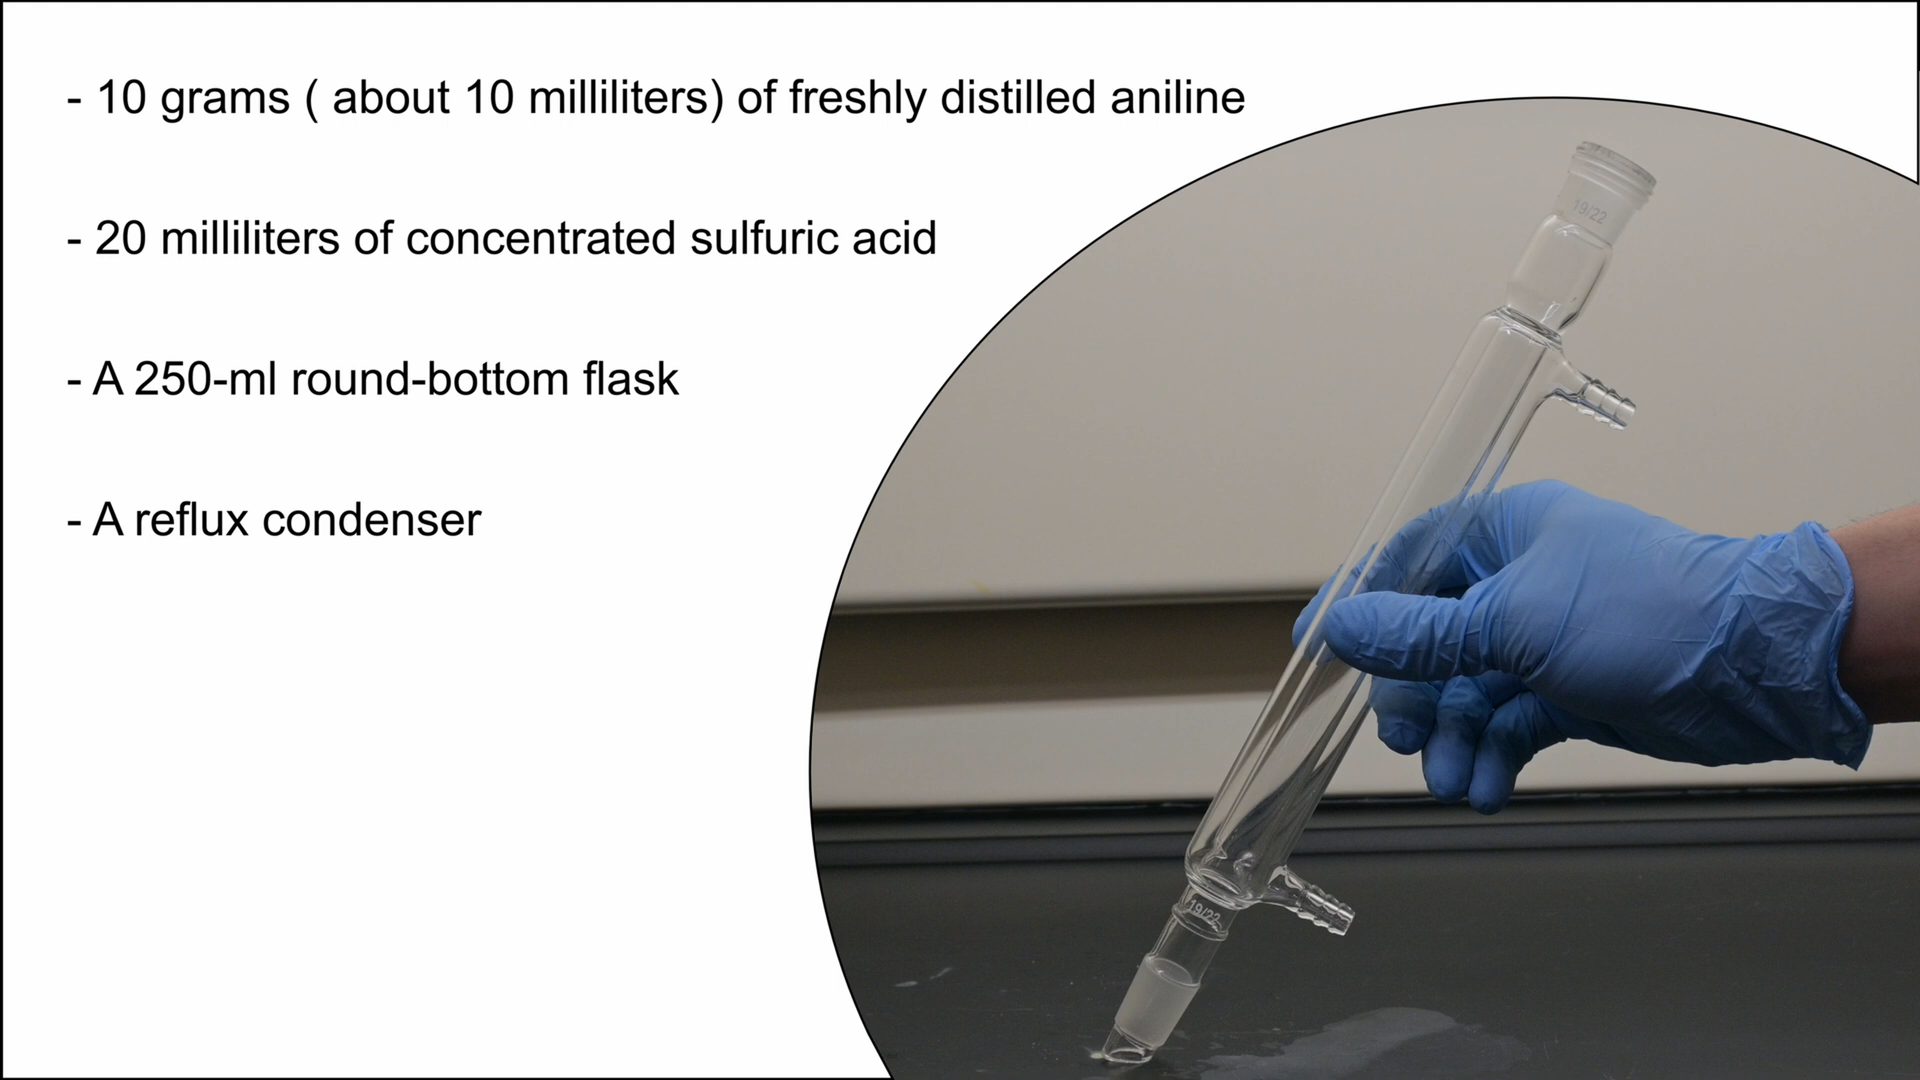 - 10 grams ( about 10 milliliters) of freshly distilled aniline
- 20 milliliters of concentrated sulfuric acid
- A 250-ml round-bottom flask
- A reflux condenser
19/22
19/22